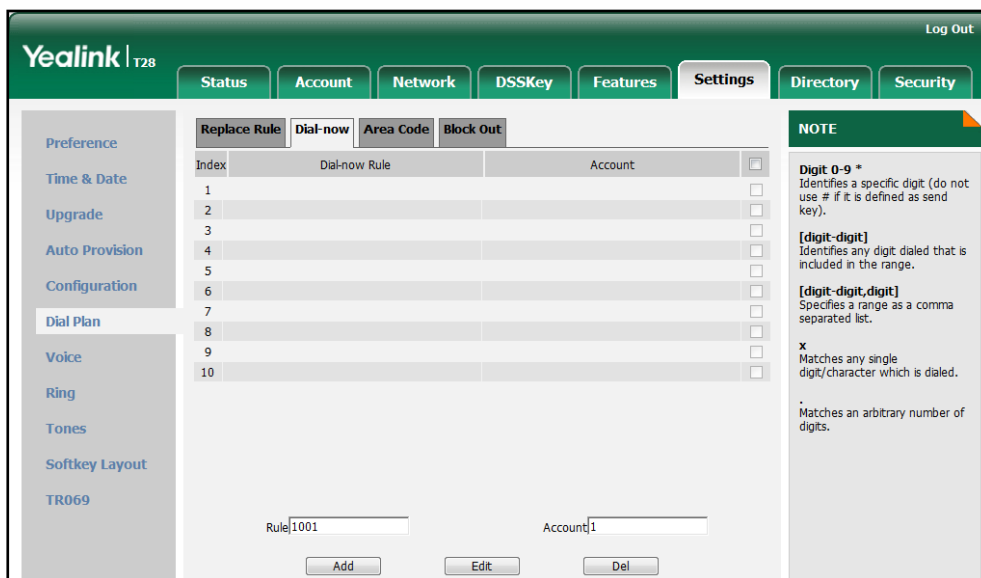 Log Out
Yealink | T28
Status Account Network DSSKey Features Settings Directory Security
Preference
Time & Date
Upgrade
Auto Provision
Configuration
Dial Plan
Voice
Ring
Tones
Softkey Layout
TR069
Replace Rule Dial-now Area Code Block Out
Index Dial-now Rule Account
1
2
3
4
5
6
7
8
9
10
Rule 1001 Account 1
Add Edit Del
NOTE
Digit 0-9 *
Identifies a specific digit (do not
use # if it is defined as send
key).
[digit-digit]
Identifies any digit dialed that is
included in the range.
[digit-digit,digit]
Specifies a range as a comma
separated list.
x
Matches any single
digit/character which is dialed.
.
Matches an arbitrary number of
digits.